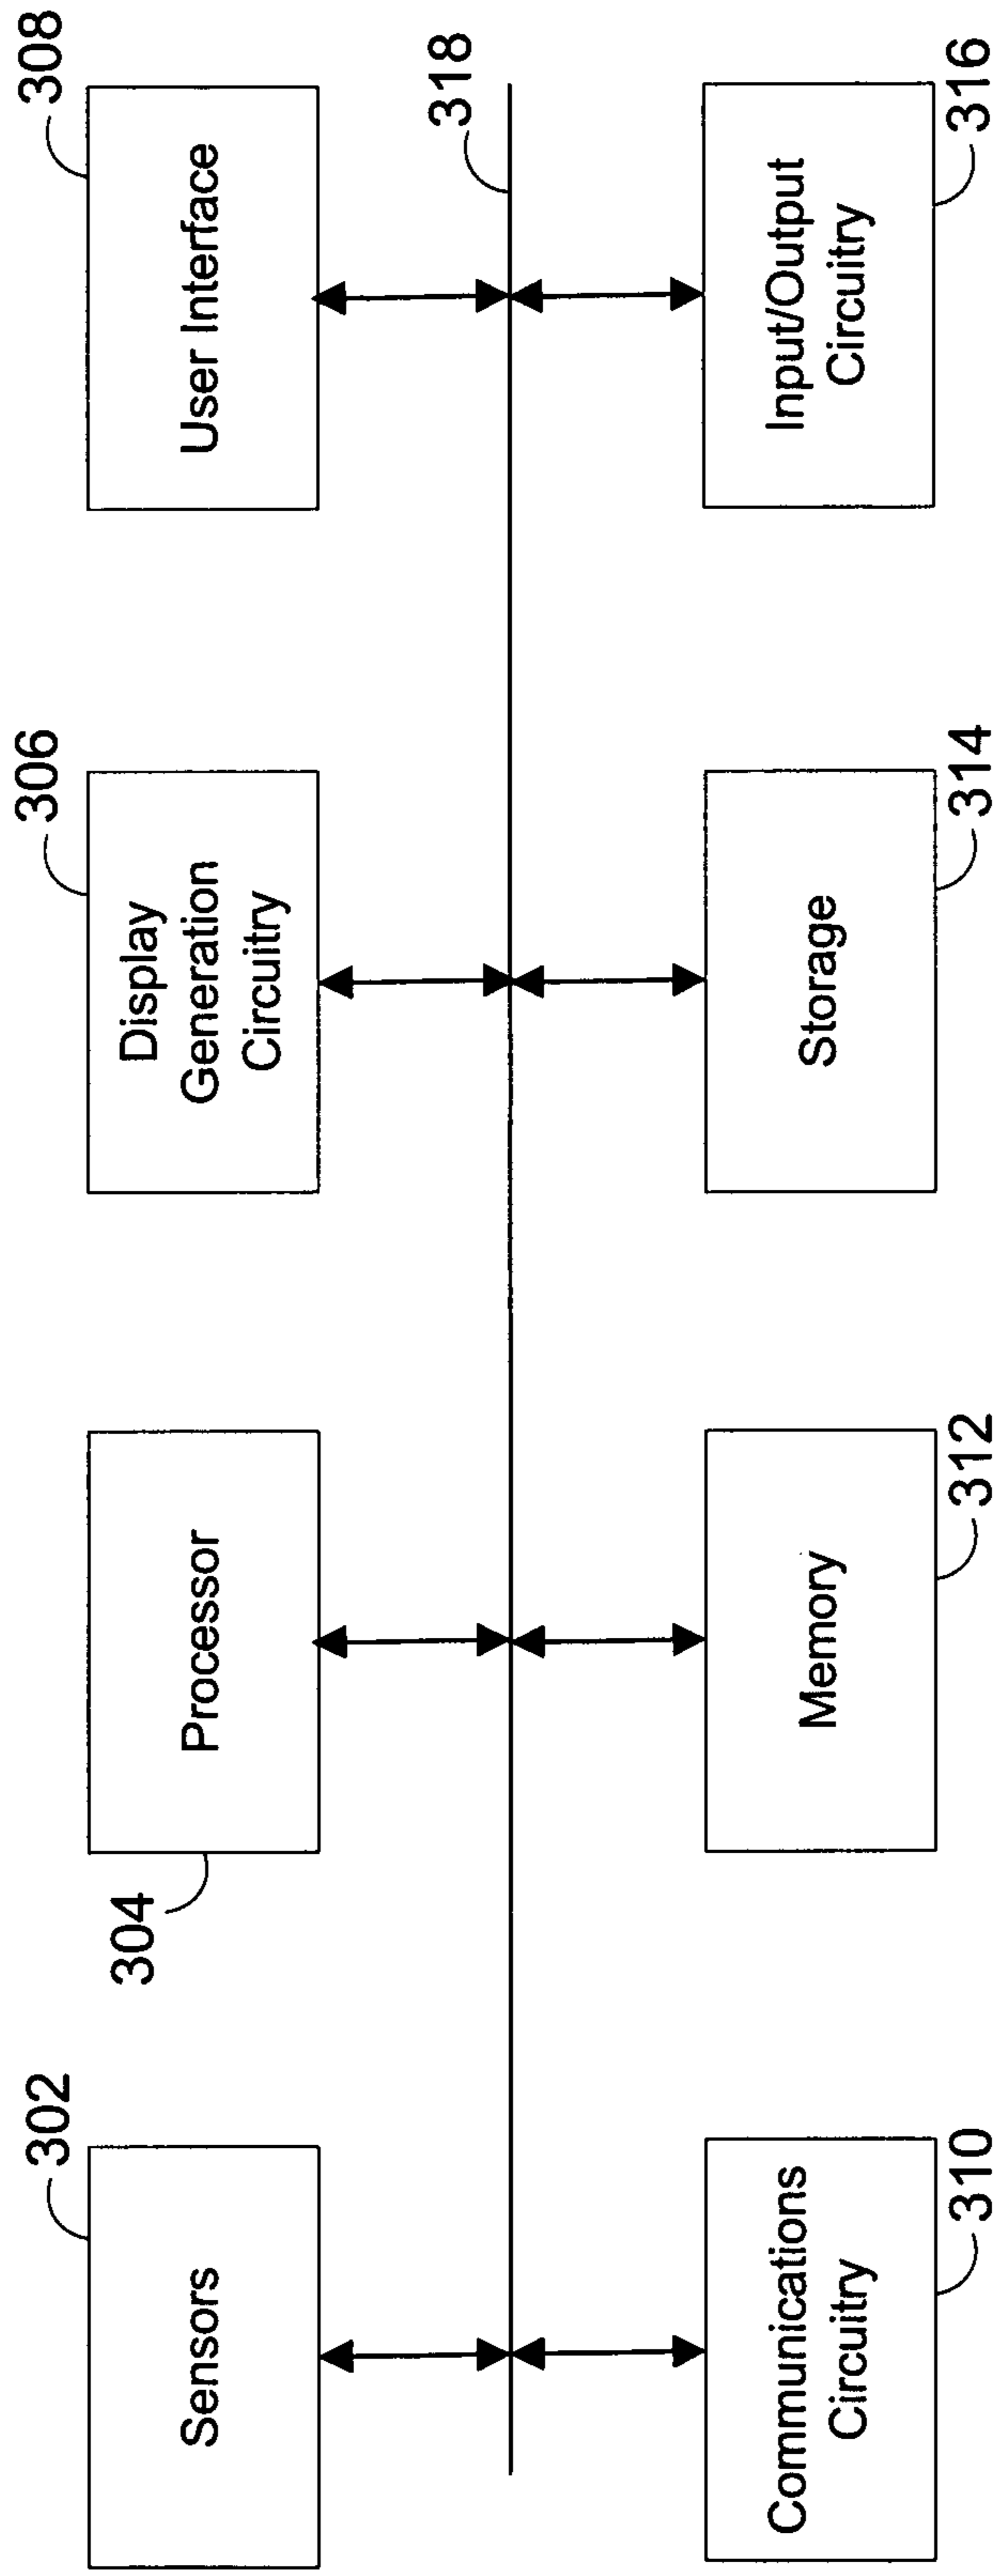 302
304
306
308
Sensors
Processor
Display
Generation
Circuitry
User Interface
318
Communications
Circuitry
Memory
Storage
Input/Output
Circuitry
310
312
314
316